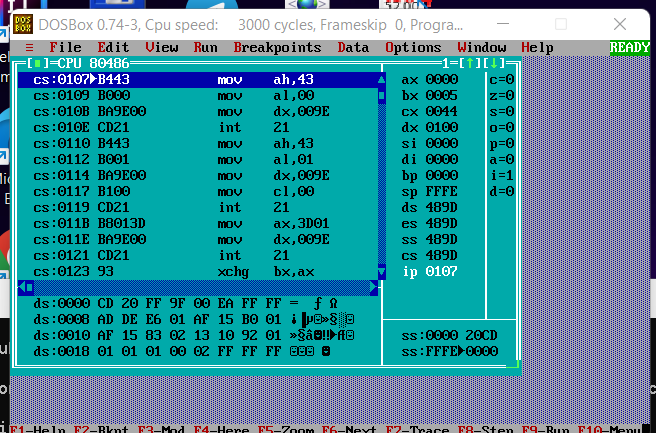 DOSBox 0.74-3, Cpu speed: 3000 cycles, Frameskip 0, Progra...
≡ File Edit View Run Breakpoints Data Options Window Help READY
[■]=CPU 80486 1=[↑][↓]
cs:0107►B443 mov ah,43 ax 0000 c=0
cs:0109 B000 mov al,00 bx 0005 z=0
cs:010B BA9E00 mov dx,009E cx 0044 s=0
cs:010E CD21 int 21 dx 0100 o=0
cs:0110 B443 mov ah,43 si 0000 p=0
cs:0112 B001 mov al,01 di 0000 a=0
cs:0114 BA9E00 mov dx,009E bp 0000 i=1
cs:0117 B100 mov cl,00 sp FFFE d=0
cs:0119 CD21 int 21 ds 489D
cs:011B B8013D mov ax,3D01 es 489D
cs:011E BA9E00 mov dx,009E ss 489D
cs:0121 CD21 int 21 cs 489D
cs:0123 93 xchg bx,ax ip 0107
ds:0000 CD 20 FF 9F 00 EA FF FF = ƒ Ω
ds:0008 AD DE E6 01 AF 15 B0 01
ds:0010 AF 15 83 02 13 10 92 01 ss:0000 20CD
ds:0018 01 01 01 00 02 FF FF FF ss:FFFE►0000
F1-Help F2-Bkpt F3-Mod F4-Here F5-Zoom F6-Next F7-Trace F8-Step F9-Run F10-Menu